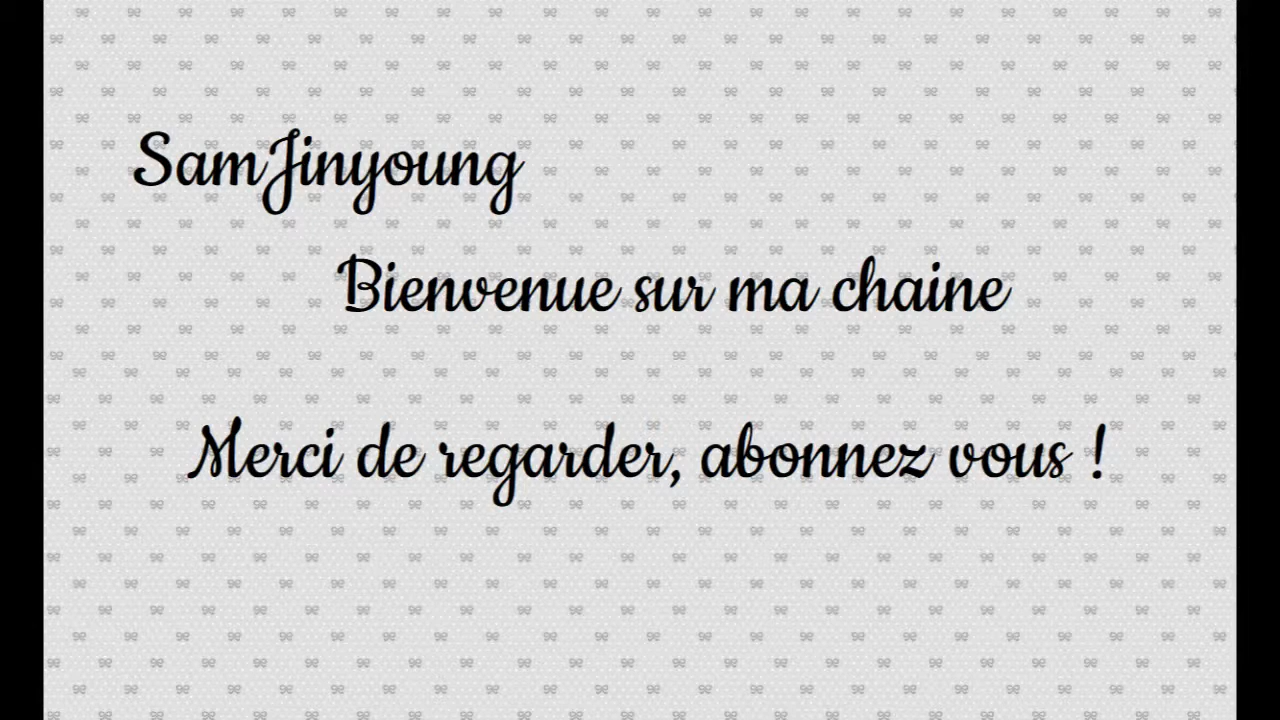 SamJinyoung
Bienvenue sur ma chaine
Merci de regarder, abonnez vous !